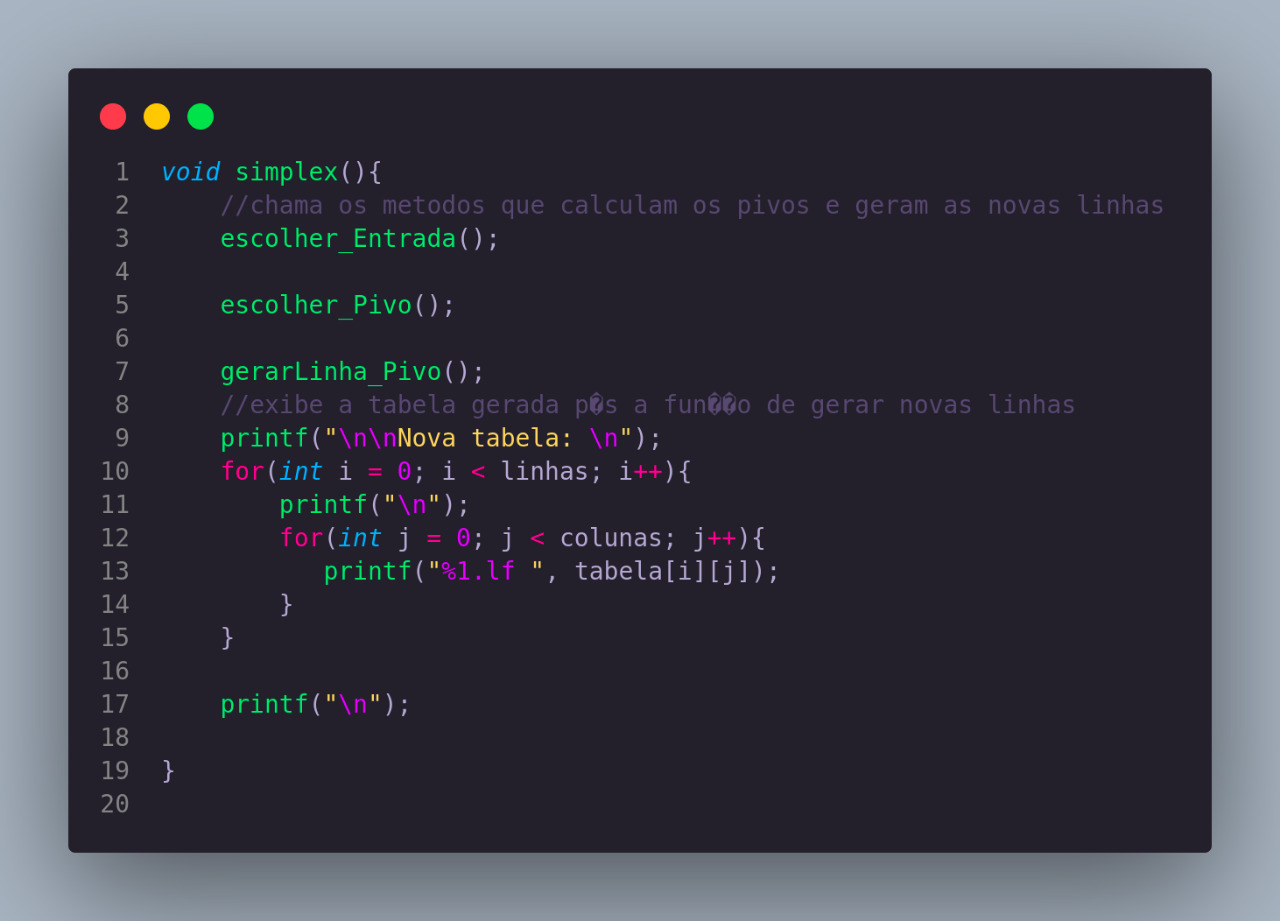 1 void simplex(){
2 //chama os metodos que calculam os pivos e geram as novas linhas
3 escolher_Entrada();
4
5 escolher_Pivo();
6
7 gerarLinha_Pivo();
8 //exibe a tabela gerada p�s a fun��o de gerar novas linhas
9 printf("\n\nNova tabela: \n");
10 for(int i = 0; i < linhas; i++){
11 printf("\n");
12 for(int j = 0; j < colunas; j++){
13 printf("%1.lf ", tabela[i][j]);
14 }
15 }
16
17 printf("\n");
18
19 }
20